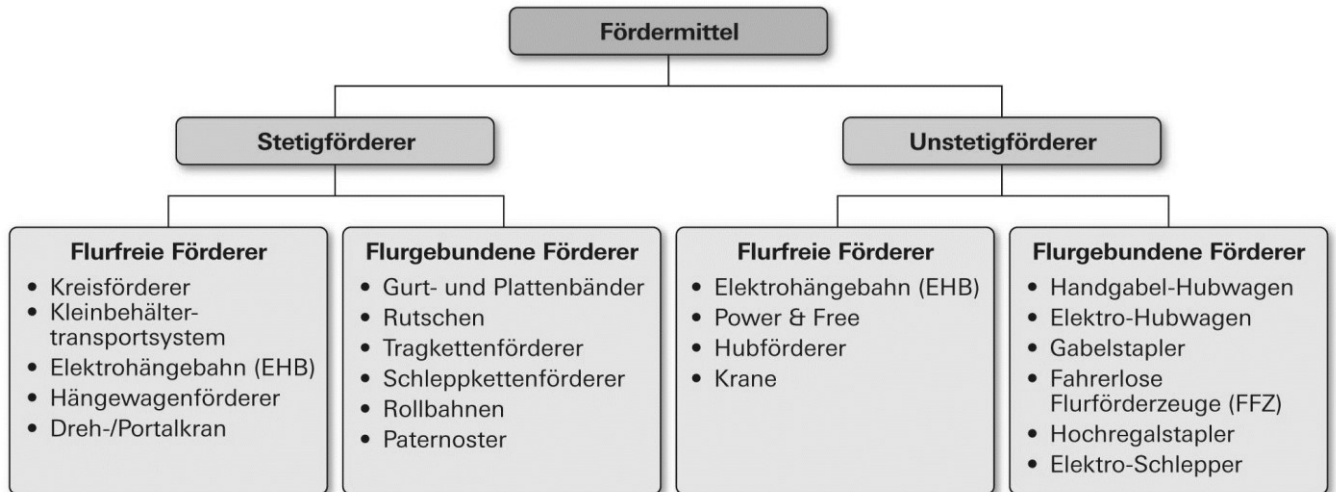 Fördermittel
Stetigförderer
Unstetigförderer
Flurfreie Förderer
• Kreisförderer
• Kleinbehälter-
transportsystem
• Elektrohängebahn (EHB)
• Hängewagenförderer
• Dreh-/Portalkran
Flurgebundene Förderer
• Gurt- und Plattenbänder
• Rutschen
• Tragkettenförderer
• Schleppkettenförderer
• Rollbahnen
• Paternoster
Flurfreie Förderer
• Elektrohängebahn (EHB)
• Power & Free
• Hubförderer
• Krane
Flurgebundene Förderer
• Handgabel-Hubwagen
• Elektro-Hubwagen
• Gabelstapler
• Fahrerlose
Flurförderzeuge (FFZ)
• Hochregalstapler
• Elektro-Schlepper